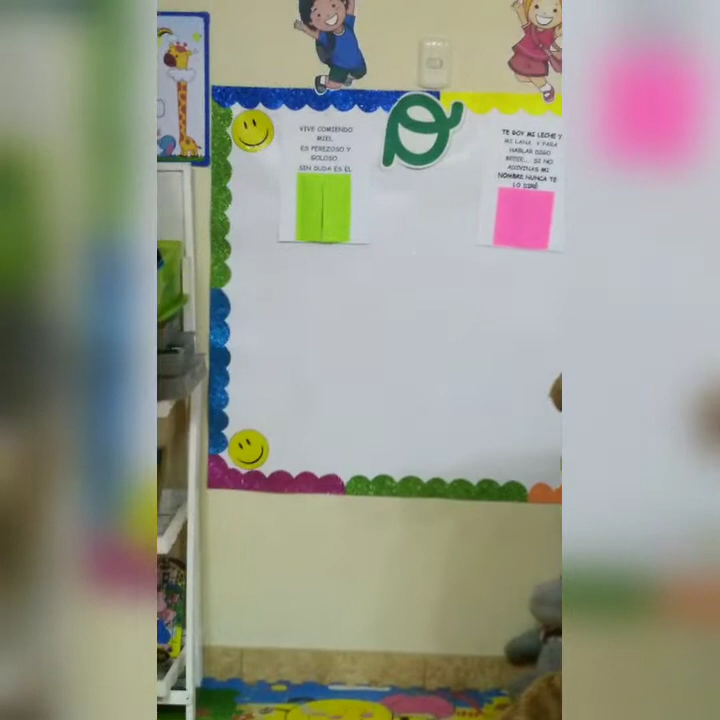 VIVE COMIENDO
MIEL
ES PEREZOSO Y
GOLOSO
SIN DUDA ES EL
TE DOY MI LECHE Y
MI LANA Y PARA
HABLAR DIGO
BEEEE... SI NO
ADIVINAS MI
NOMBRE NUNCA TE
LO DIRÉ